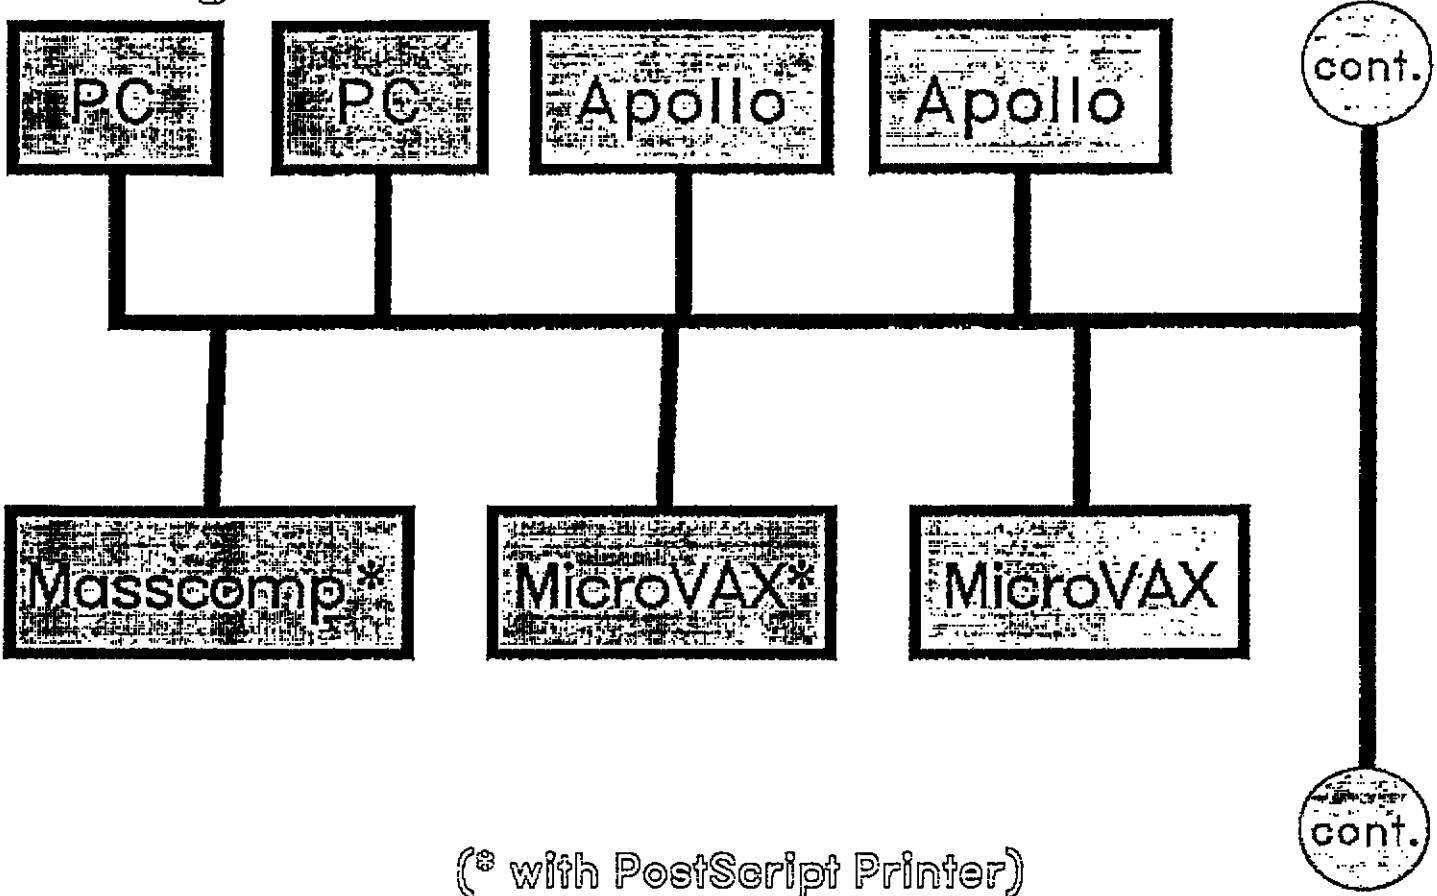 PC
PC
Apollo
Apollo
cont.
Masscomp*
MicroVAX*
MicroVAX
cont.
(* with PostScript Printer)